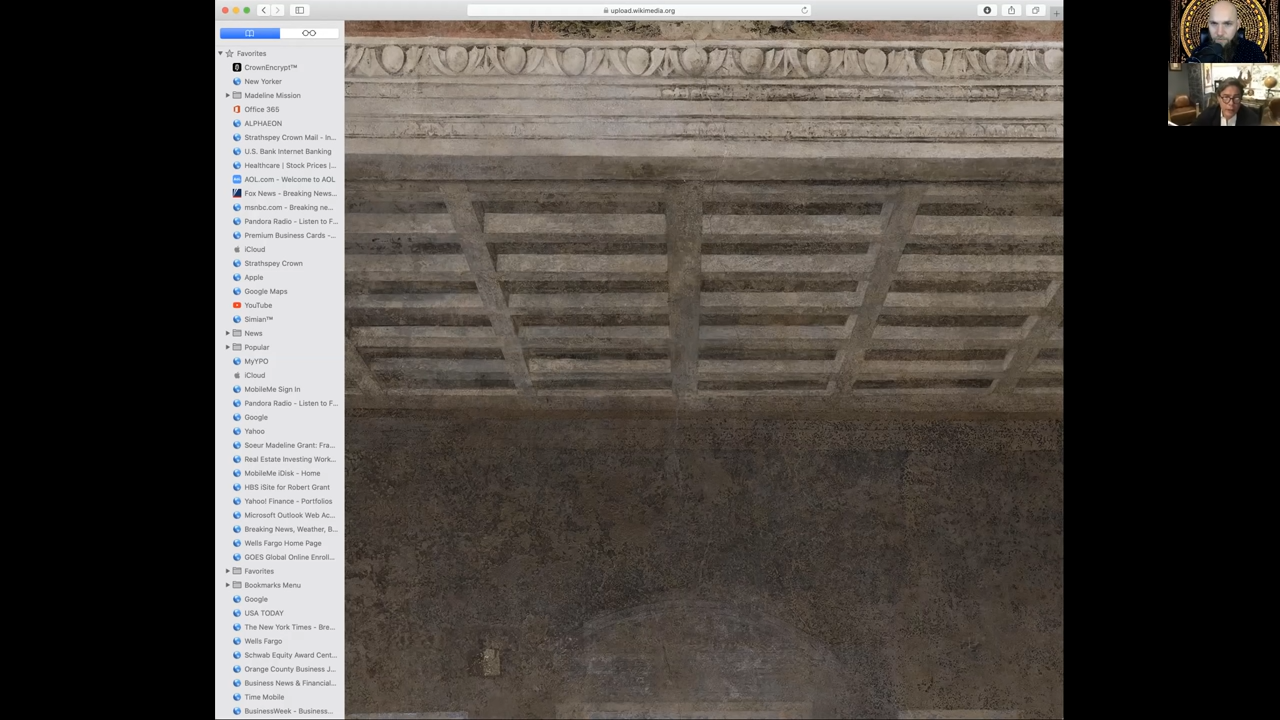 upload.wikimedia.org
Favorites
CrownEncrypt™
New Yorker
Madeline Mission
Office 365
ALPHAEON
Strathspey Crown Mail - In...
U.S. Bank Internet Banking
Healthcare | Stock Prices |...
AOL.com - Welcome to AOL
Fox News - Breaking News...
msnbc.com - Breaking ne...
Pandora Radio - Listen to F...
Premium Business Cards -...
iCloud
Strathspey Crown
Apple
Google Maps
YouTube
Simian™
News
Popular
MyYPO
iCloud
MobileMe Sign In
Pandora Radio - Listen to F...
Google
Yahoo
Soeur Madeline Grant: Fra...
Real Estate Investing Work...
MobileMe iDisk - Home
HBS iSite for Robert Grant
Yahoo! Finance - Portfolios
Microsoft Outlook Web Ac...
Breaking News, Weather, B...
Wells Fargo Home Page
GOES Global Online Enroll...
Favorites
Bookmarks Menu
Google
USA TODAY
The New York Times - Bre...
Wells Fargo
Schwab Equity Award Cent...
Orange County Business J...
Business News & Financial...
Time Mobile
BusinessWeek - Business...